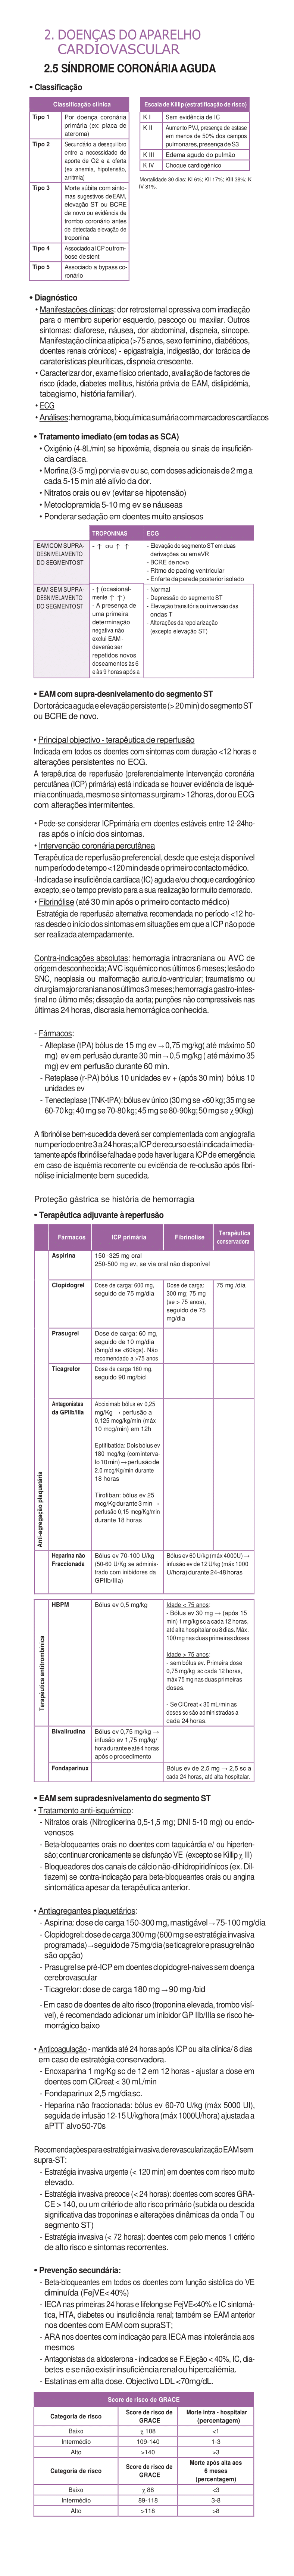 2. DOENÇAS DO APARELHO
CARDIOVASCULAR
2.5 SÍNDROME CORONÁRIA AGUDA
• Classificação
Classificação clínica
Tipo 1 Por doença coronária
primária (ex: placa de
ateroma)
Tipo 2 Secundário a desequilíbrio
entre a necessidade de
aporte de O2 e a oferta
(ex anemia, hipotensão,
arritmia)
Tipo 3 Morte súbita com sinto-
mas sugestivos de EAM,
elevação ST ou BCRE
de novo ou evidência de
trombo coronário antes
de detectada elevação de
troponina
Tipo 4 Associado a ICP ou trom-
bose de stent
Tipo 5 Associado a bypass co-
ronário
Escala de Killip (estratificação de risco)
K I Sem evidência de IC
K II Aumento PVJ, presença de estase
em menos de 50% dos campos
pulmonares, presença de S3
K III Edema agudo do pulmão
K IV Choque cardiogénico
Mortalidade 30 dias: KI 6%; KII 17%; KIII 38%; K
IV 81%.
• Diagnóstico
• Manifestações clínicas: dor retrosternal opressiva com irradiação
para o membro superior esquerdo, pescoço ou maxilar. Outros
sintomas: diaforese, náusea, dor abdominal, dispneia, síncope.
Manifestação clínica atípica (>75 anos, sexo feminino, diabéticos,
doentes renais crónicos) - epigastralgia, indigestão, dor torácica de
caraterísticas pleuríticas, dispneia crescente.
• Caracterizar dor, exame físico orientado, avaliação de factores de
risco (idade, diabetes mellitus, história prévia de EAM, dislipidémia,
tabagismo, história familiar).
• ECG
• Análises: hemograma, bioquímica sumária com marcadores cardíacos
• Tratamento imediato (em todas as SCA)
• Oxigénio (4-8L/min) se hipoxémia, dispneia ou sinais de insuficiên-
cia cardíaca.
• Morfina (3-5 mg) por via ev ou sc, com doses adicionais de 2 mg a
cada 5-15 min até alívio da dor.
• Nitratos orais ou ev (evitar se hipotensão)
• Metoclopramida 5-10 mg ev se náuseas
• Ponderar sedação em doentes muito ansiosos
TROPONINAS ECG
EAM COM SUPRA-
DESNIVELAMENTO
DO SEGMENTO ST
- ↑ ou ↑ ↑
- Elevação do segmento ST em duas
derivações ou em aVR
- BCRE de novo
- Ritmo de pacing ventricular
- Enfarte da parede posterior isolado
EAM SEM SUPRA-
DESNIVELAMENTO
DO SEGMENTO ST
- ↑ (ocasional-
mente ↑ ↑ )
- A presença de
uma primeira
determinação
negativa não
exclui EAM -
deverão ser
repetidos novos
doseamentos às 6
e às 9 horas após a
- Normal
- Depressão do segmento ST
- Elevação transitória ou inversão das
ondas T
- Alterações da repolarização
(excepto elevação ST)
• EAM com supra-desnivelamento do segmento ST
Dor torácica aguda e elevação persistente (> 20 min) do segmento ST
ou BCRE de novo.
• Principal objectivo - terapêutica de reperfusão
Indicada em todos os doentes com sintomas com duração <12 horas e
alterações persistentes no ECG.
A terapêutica de reperfusão (preferencialmente Intervenção coronária
percutânea (ICP) primária) está indicada se houver evidência de isqué-
mia continuada, mesmo se sintomas surgiram > 12horas, dor ou ECG
com alterações intermitentes.
• Pode-se considerar ICPprimária em doentes estáveis entre 12-24ho-
ras após o início dos sintomas.
• Intervenção coronária percutânea
Terapêutica de reperfusão preferencial, desde que esteja disponível
num período de tempo <120 min desde o primeiro contacto médico.
-Indicada se insuficiência cardíaca (IC) aguda e/ou choque cardiogénico
excepto, se o tempo previsto para a sua realização for muito demorado.
• Fibrinólise (até 30 min após o primeiro contacto médico)
Estratégia de reperfusão alternativa recomendada no período <12 ho-
ras desde o início dos sintomas em situações em que a ICP não pode
ser realizada atempadamente.
Contra-indicações absolutas: hemorragia intracraniana ou AVC de
origem desconhecida; AVC isquémico nos últimos 6 meses; lesão do
SNC, neoplasia ou malformação auriculo-ventricular; traumatismo ou
cirurgia major craniana nos últimos 3 meses; hemorragia gastro-intes-
tinal no último mês; dissecção da aorta; punções não compressíveis nas
últimas 24 horas, discrasia hemorrágica conhecida.
- Fármacos:
- Alteplase (tPA) bólus de 15 mg ev → 0,75 mg/kg( até máximo 50
mg) ev em perfusão durante 30 min → 0,5 mg/kg ( até máximo 35
mg) ev em perfusão durante 60 min.
- Reteplase (r-PA) bólus 10 unidades ev + (após 30 min) bólus 10
unidades ev
- Tenecteplase (TNK-tPA): bólus ev único (30 mg se <60 kg; 35 mg se
60-70 kg; 40 mg se 70-80 kg; 45 mg se 80-90kg; 50 mg se χ 90kg)
A fibrinólise bem-sucedida deverá ser complementada com angiografia
num período entre 3 a 24 horas; a ICP de recurso está indicada imedia-
tamente após fibrinólise falhada e pode haver lugar a ICP de emergência
em caso de isquémia recorrente ou evidência de re-oclusão após fibri-
nólise inicialmente bem sucedida.
Proteção gástrica se história de hemorragia
• Terapêutica adjuvante à reperfusão
Fármacos ICP primária Fibrinólise Terapêutica
conservadora
Anti-agregação plaquetária
Aspirina 150 -325 mg oral
250-500 mg ev, se via oral não disponível
Clopidogrel
Dose de carga: 600 mg,
seguido de 75 mg/dia
Dose de carga:
300 mg; 75 mg
(se > 75 anos),
seguido de 75
mg/dia
75 mg /dia
Prasugrel Dose de carga: 60 mg,
seguido de 10 mg/dia
(5mg/d se <60kgs). Não
recomendado a >75 anos
Ticagrelor Dose de carga 180 mg,
seguido 90 mg/bid
Antagonistas
da GPIIb/IIIa
Abciximab bólus ev 0,25
mg/Kg → perfusão a
0,125 mcg/kg/min (máx
10 mcg/min) em 12h
Eptifibatida: Dois bólus ev
180 mcg/kg (com interva-
lo 10 min) → perfusão de
2.0 mcg/Kg/min durante
18 horas
Tirofiban: bólus ev 25
mcg/Kg durante 3 min →
perfusão 0,15 mcg/Kg/min
durante 18 horas
Heparina não
Fraccionada
Bólus ev 70-100 U/kg
(50-60 U/Kg se adminis-
trado com inibidores da
GPIIb/IIIa)
Bólus ev 60 U/kg (máx 4000U) →
infusão ev de 12 U/kg (máx 1000
U/hora) durante 24-48 horas
Terapêutica antitrombínica
HBPM Bólus ev 0,5 mg/kg
Idade < 75 anos:
- Bólus ev 30 mg → (após 15
min) 1 mg/kg sc a cada 12 horas,
até alta hospitalar ou 8 dias. Máx.
100 mg nas duas primeiras doses
Idade > 75 anos:
- sem bólus ev. Primeira dose
0,75 mg/kg sc cada 12 horas,
máx 75 mg nas duas primeiras
doses.
- Se ClCreat < 30 mL/min as
doses sc são administradas a
cada 24 horas.
Bivalirudina Bólus ev 0,75 mg/kg →
infusão ev 1,75 mg/kg/
hora durante e até 4 horas
após o procedimento
Fondaparinux Bólus ev de 2,5 mg → 2,5 sc a
cada 24 horas, até alta hospitalar.
• EAM sem supradesnivelamento do segmento ST
• Tratamento anti-isquémico:
- Nitratos orais (Nitroglicerina 0,5-1,5 mg; DNI 5-10 mg) ou endo-
venosos
- Beta-bloqueantes orais no doentes com taquicárdia e/ ou hiperten-
são; continuar cronicamente se disfunção VE (excepto se Killip χ III)
- Bloqueadores dos canais de cálcio não-dihidropiridínicos (ex. Dil-
tiazem) se contra-indicação para beta-bloqueantes orais ou angina
sintomática apesar da terapêutica anterior.
• Antiagregantes plaquetários:
- Aspirina: dose de carga 150-300 mg, mastigável → 75-100 mg/dia
- Clopidogrel: dose de carga 300 mg (600 mg se estratégia invasiva
programada) → seguido de 75 mg/dia (se ticagrelor e prasugrel não
são opção)
- Prasugrel se pré-ICP em doentes clopidogrel-naives sem doença
cerebrovascular
- Ticagrelor: dose de carga 180 mg → 90 mg /bid
- Em caso de doentes de alto risco (troponina elevada, trombo visí-
vel), é recomendado adicionar um inibidor GP IIb/IIIa se risco he-
morrágico baixo
• Anticoagulação - mantida até 24 horas após ICP ou alta clínica/ 8 dias
em caso de estratégia conservadora.
- Enoxaparina 1 mg/Kg sc de 12 em 12 horas - ajustar a dose em
doentes com ClCreat < 30 mL/min
- Fondaparinux 2,5 mg/dia sc.
- Heparina não fraccionada: bólus ev 60-70 U/kg (máx 5000 UI),
seguida de infusão 12-15 U/kg/hora (máx 1000U/hora) ajustada a
aPTT alvo 50-70s
Recomendações para estratégia invasiva de revascularização EAM sem
supra-ST:
- Estratégia invasiva urgente (< 120 min) em doentes com risco muito
elevado.
- Estratégia invasiva precoce (< 24 horas): doentes com scores GRA-
CE > 140, ou um critério de alto risco primário (subida ou descida
significativa das troponinas e alterações dinâmicas da onda T ou
segmento ST)
- Estratégia invasiva (< 72 horas): doentes com pelo menos 1 critério
de alto risco e sintomas recorrentes.
• Prevenção secundária:
- Beta-bloqueantes em todos os doentes com função sistólica do VE
diminuída (FejVE< 40%)
- IECA nas primeiras 24 horas e lifelong se FejVE<40% e IC sintomá-
tica, HTA, diabetes ou insuficiência renal; também se EAM anterior
nos doentes com EAM com supraST;
- ARA nos doentes com indicação para IECA mas intolerância aos
mesmos
- Antagonistas da aldosterona - indicados se F.Ejeção < 40%, IC, dia-
betes e se não existir insuficiência renal ou hipercaliémia.
- Estatinas em alta dose. Objectivo LDL <70mg/dL.
Score de risco de GRACE
Categoria de risco Score de risco de
GRACE
Morte intra - hospitalar
(percentagem)
Baixo χ 108 <1
Intermédio 109-140 1-3
Alto >140 >3
Categoria de risco Score de risco de
GRACE
Morte após alta aos
6 meses
(percentagem)
Baixo χ 88 <3
Intermédio 89-118 3-8
Alto >118 >8